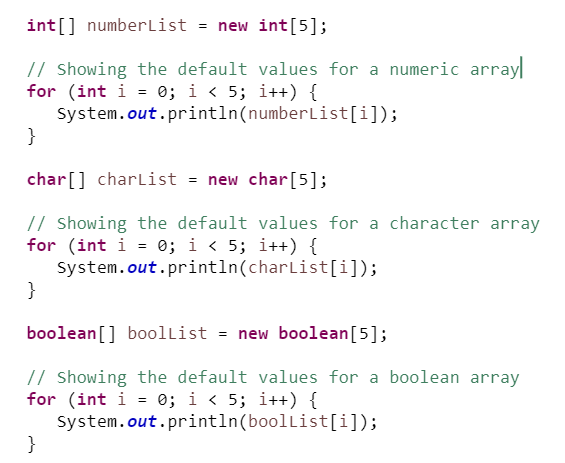 int[] numberList = new int[5];
// Showing the default values for a numeric array
for (int i = 0; i < 5; i++) {
System.out.println(numberList[i]);
}
char[] charList = new char[5];
// Showing the default values for a character array
for (int i = 0; i < 5; i++) {
System.out.println(charList[i]);
}
boolean[] boolList = new boolean[5];
// Showing the default values for a boolean array
for (int i = 0; i < 5; i++) {
System.out.println(boolList[i]);
}